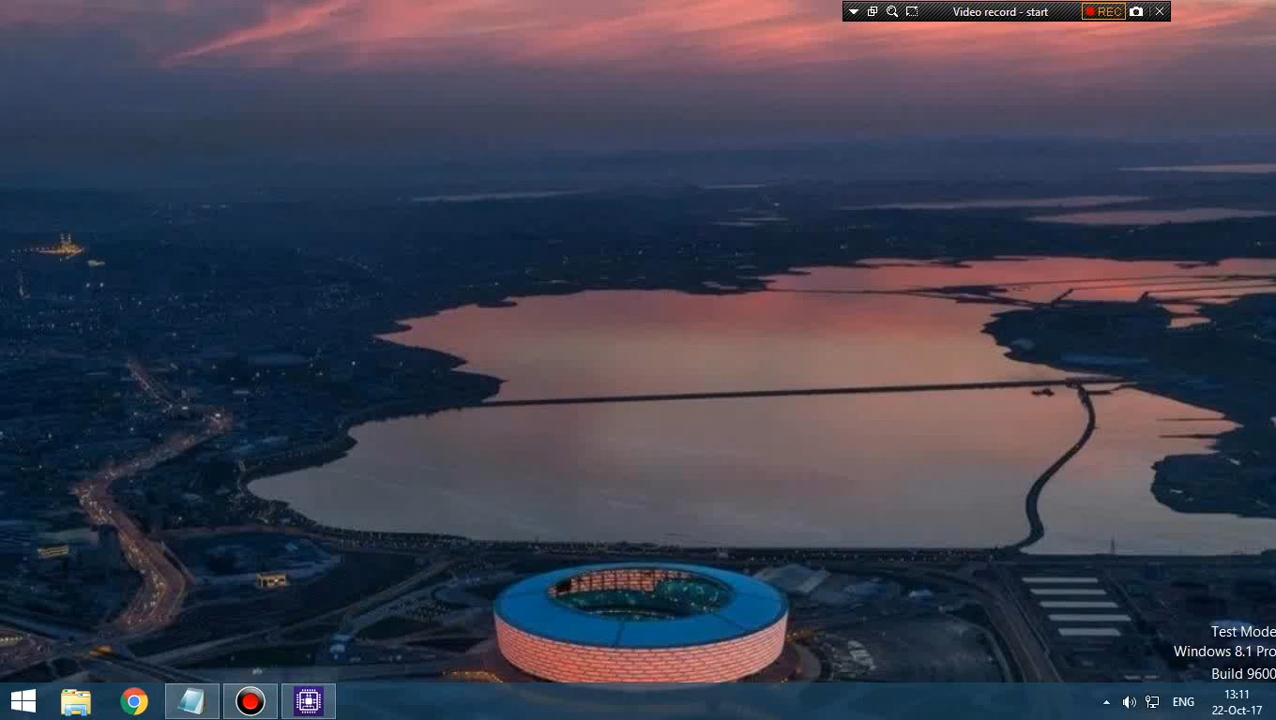 Video record - start
REC
Test Mode
Windows 8.1 Pro
Build 9600
ENG
13:11
22-Oct-17